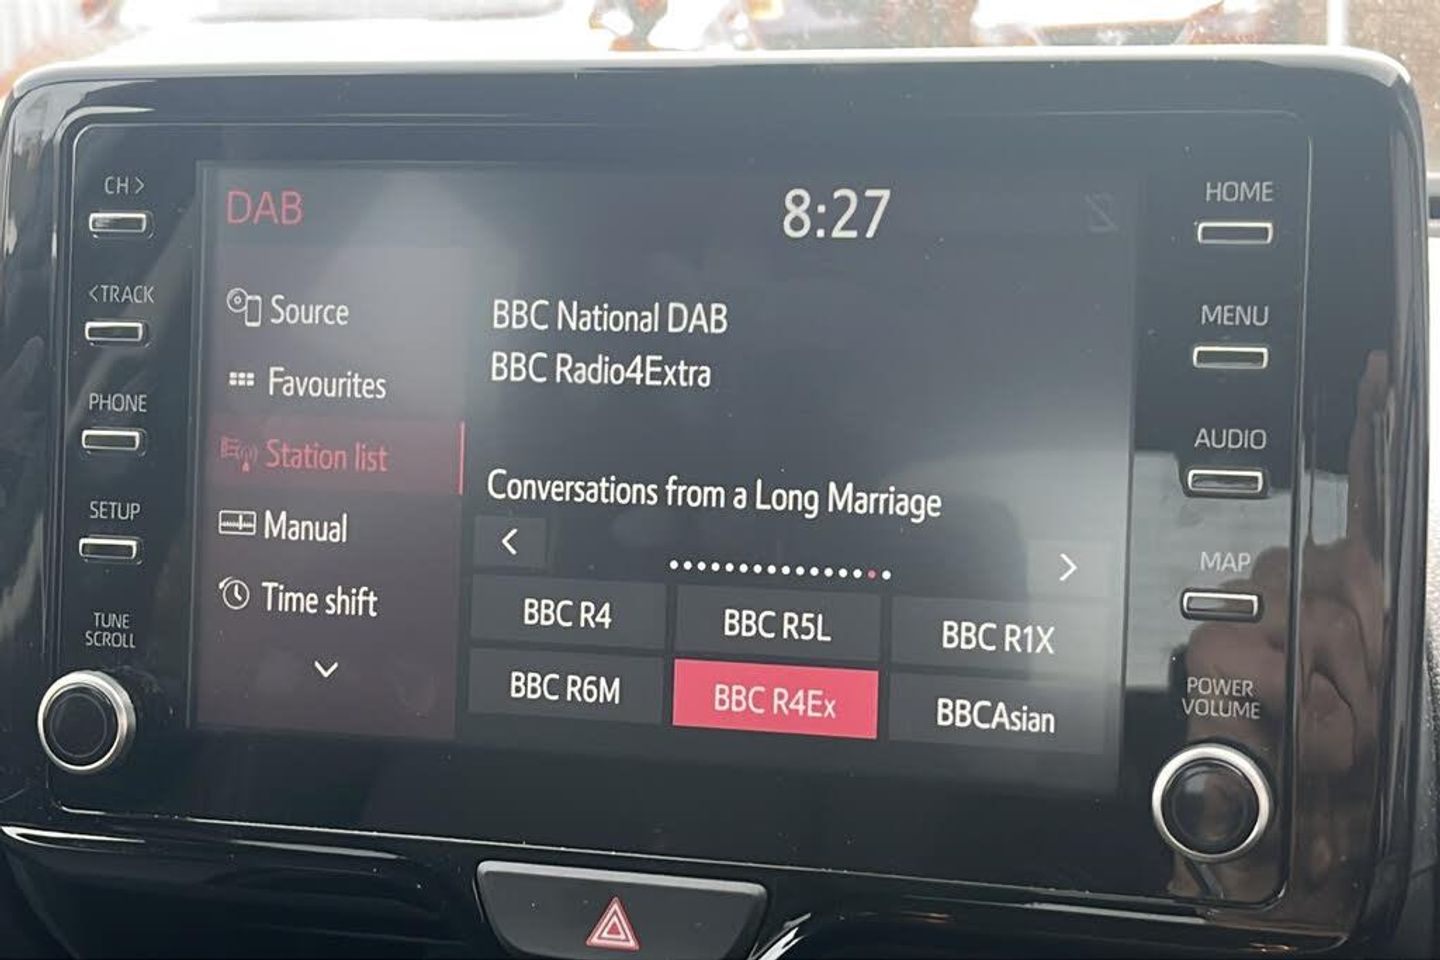 CH>
<TRACK
PHONE
SETUP
TUNE
SCROLL
DAB
8:27
Source
Favourites
Station list
Manual
Time shift
BBC National DAB
BBC Radio4Extra
Conversations from a Long Marriage
BBC R4
BBC R5L
BBC R1X
BBC R6M
BBC R4Ex
BBCAsian
HOME
MENU
AUDIO
MAP
POWER
VOLUME